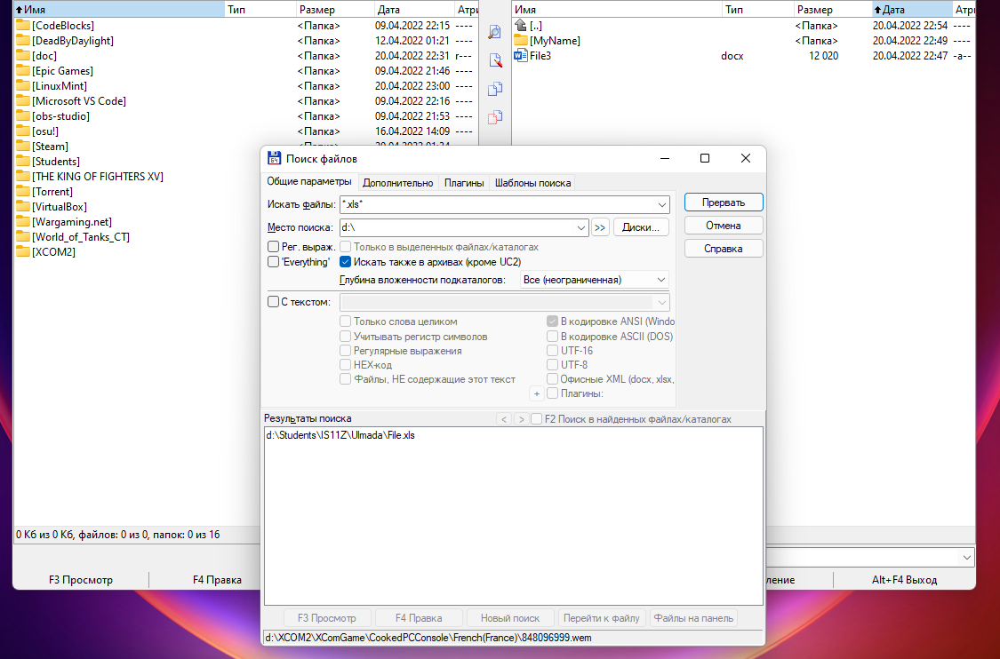 Имя Тип Размер Дата Атри
[CodeBlocks] <Папка> 09.04.2022 22:15 ----
[DeadByDaylight] <Папка> 12.04.2022 01:21 ----
[doc] <Папка> 20.04.2022 22:31 r---
[Epic Games] <Папка> 09.04.2022 21:46 ----
[LinuxMint] <Папка> 20.04.2022 23:00 ----
[Microsoft VS Code] <Папка> 09.04.2022 22:16 ----
[obs-studio] <Папка> 09.04.2022 21:53 ----
[osu!] <Папка> 16.04.2022 14:09 ----
[Steam]
[Students]
[THE KING OF FIGHTERS XV]
[Torrent]
[VirtualBox]
[Wargaming.net]
[World_of_Tanks_CT]
[XCOM2]
0 Кб из 0 Кб, файлов: 0 из 0, папок: 0 из 16
Имя Тип Размер Дата Атри
[..] <Папка> 20.04.2022 22:54 ----
[MyName] <Папка> 20.04.2022 22:49 ----
File3 docx 12 020 20.04.2022 22:47 -a--
64 Поиск файлов
Общие параметры Дополнительно Плагины Шаблоны поиска
Искать файлы: *.xls* Прервать
Место поиска: d:\ >> Диски... Отмена
Рег. выраж. Только в выделенных файлах/каталогах Справка
'Everything' Искать также в архивах (кроме UC2)
Глубина вложенности подкаталогов: Все (неограниченная)
С текстом:
Только слова целиком В кодировке ANSI (Windo
Учитывать регистр символов В кодировке ASCII (DOS)
Регулярные выражения UTF-16
HEX-код UTF-8
Файлы, НЕ содержащие этот текст Офисные XML (docx, xlsx,
+ Плагины:
Результаты поиска < > F2 Поиск в найденных файлах/каталогах
d:\Students\IS11Z\Ulmada\File.xls
F3 Просмотр F4 Правка Новый поиск Перейти к файлу Файлы на панель
d:\XCOM2\XComGame\CookedPCConsole\French(France)\848096999.wem
F3 Просмотр F4 Правка ление Alt+F4 Выход